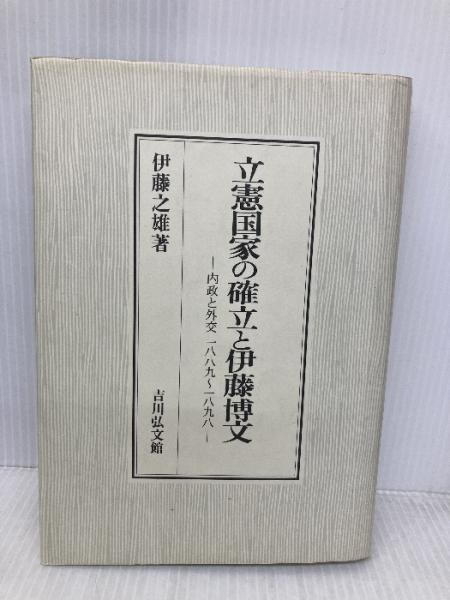 立憲国家の確立と伊藤博文
―内政と外交 一八八九～一八九八―
伊藤之雄著
吉川弘文館